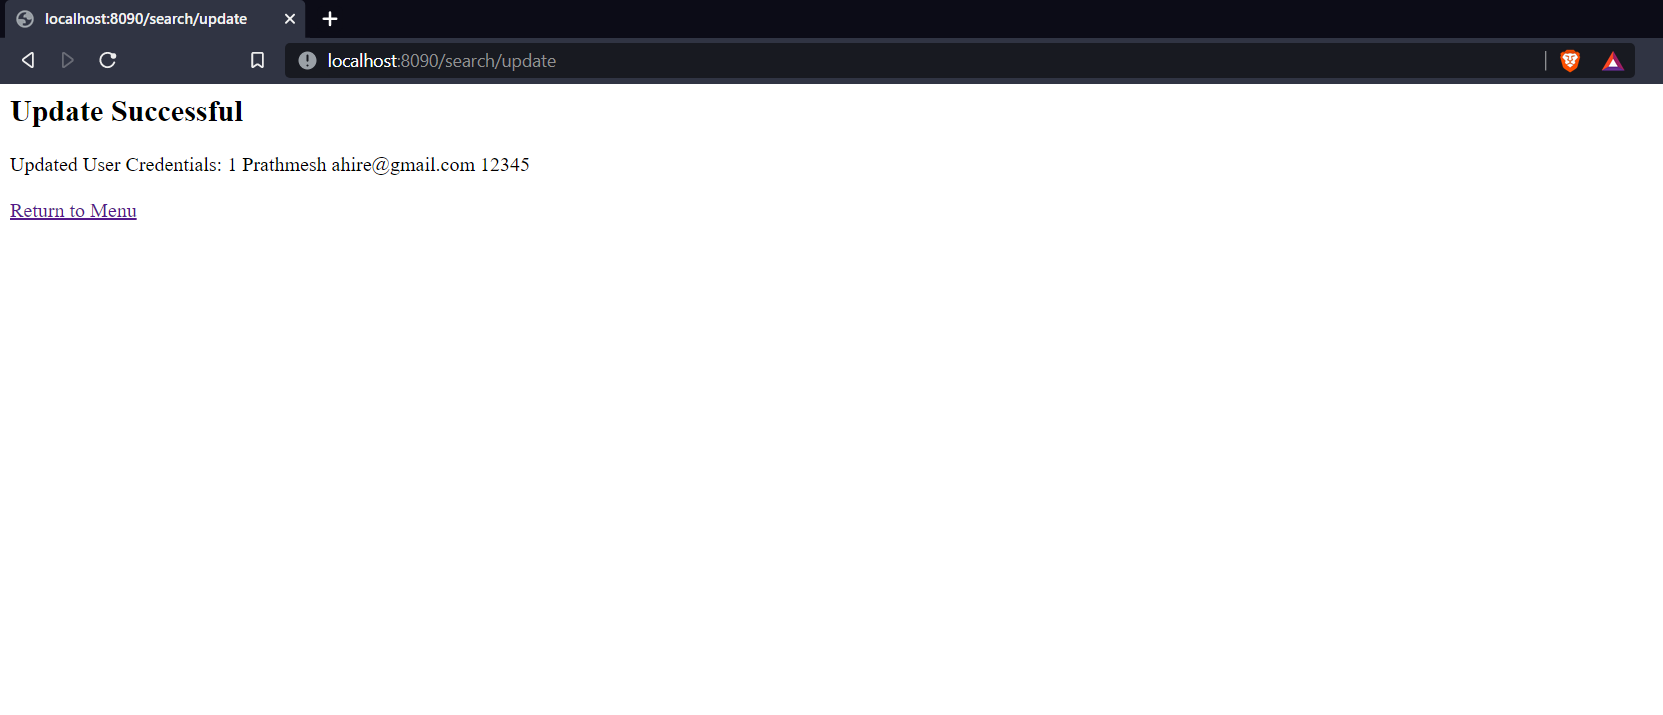 localhost:8090/search/update
localhost:8090/search/update
Update Successful
Updated User Credentials: 1 Prathmesh ahire@gmail.com 12345
Return to Menu